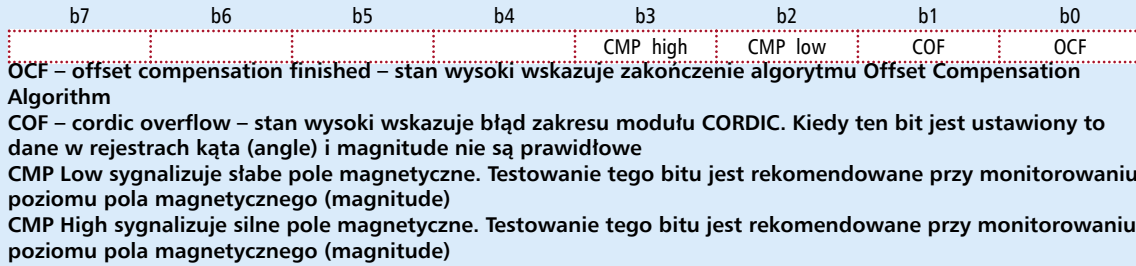 b7 b6 b5 b4 b3 b2 b1 b0
CMP high CMP low COF OCF
OCF – offset compensation finished – stan wysoki wskazuje zakończenie algorytmu Offset Compensation
Algorithm
COF – cordic overflow – stan wysoki wskazuje błąd zakresu modułu CORDIC. Kiedy ten bit jest ustawiony to
dane w rejestrach kąta (angle) i magnitude nie są prawidłowe
CMP Low sygnalizuje słabe pole magnetyczne. Testowanie tego bitu jest rekomendowane przy monitorowaniu
poziomu pola magnetycznego (magnitude)
CMP High sygnalizuje silne pole magnetyczne. Testowanie tego bitu jest rekomendowane przy monitorowaniu
poziomu pola magnetycznego (magnitude)